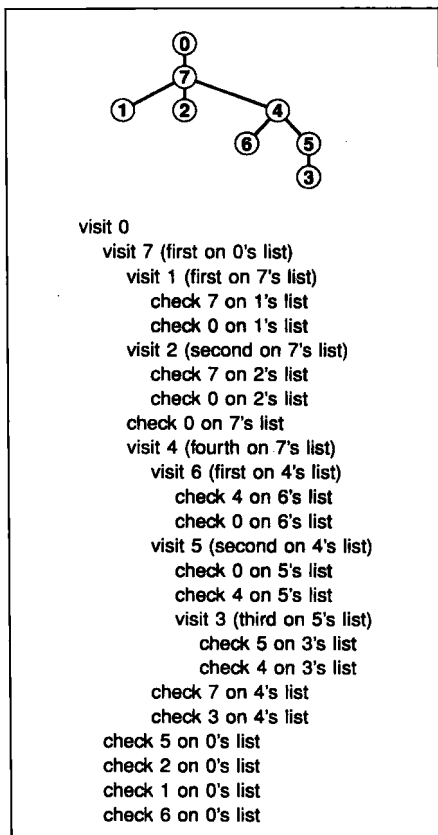 0
7
1 2 4
6 5
3
visit 0
visit 7 (first on 0's list)
visit 1 (first on 7's list)
check 7 on 1's list
check 0 on 1's list
visit 2 (second on 7's list)
check 7 on 2's list
check 0 on 2's list
check 0 on 7's list
visit 4 (fourth on 7's list)
visit 6 (first on 4's list)
check 4 on 6's list
check 0 on 6's list
visit 5 (second on 4's list)
check 0 on 5's list
check 4 on 5's list
visit 3 (third on 5's list)
check 5 on 3's list
check 4 on 3's list
check 7 on 4's list
check 3 on 4's list
check 5 on 0's list
check 2 on 0's list
check 1 on 0's list
check 6 on 0's list